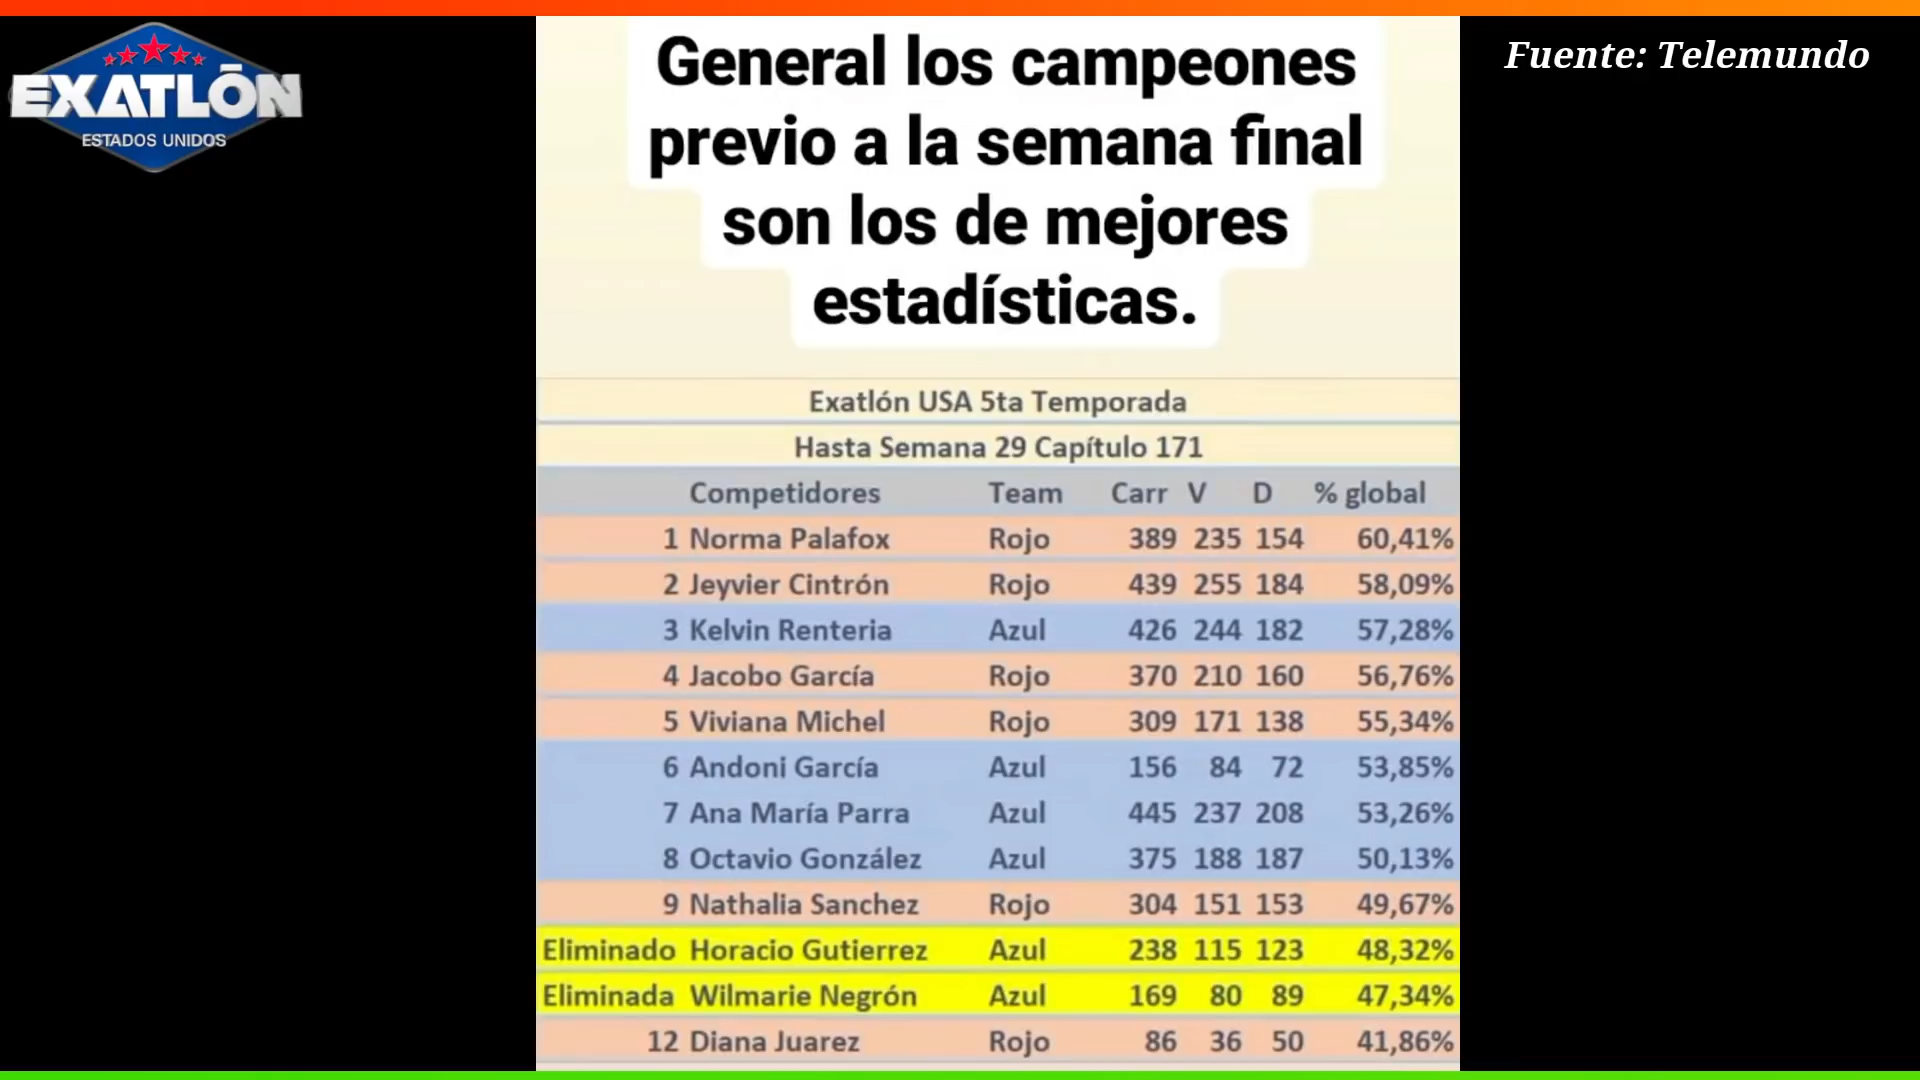 EXATLÓN
ESTADOS UNIDOS
Fuente: Telemundo
General los campeones
previo a la semana final
son los de mejores
estadísticas.
Exatlón USA 5ta Temporada
Hasta Semana 29 Capítulo 171
Competidores Team Carr V D % global
1 Norma Palafox Rojo 389 235 154 60,41%
2 Jeyvier Cintrón Rojo 439 255 184 58,09%
3 Kelvin Renteria Azul 426 244 182 57,28%
4 Jacobo García Rojo 370 210 160 56,76%
5 Viviana Michel Rojo 309 171 138 55,34%
6 Andoni García Azul 156 84 72 53,85%
7 Ana María Parra Azul 445 237 208 53,26%
8 Octavio González Azul 375 188 187 50,13%
9 Nathalia Sanchez Rojo 304 151 153 49,67%
Eliminado Horacio Gutierrez Azul 238 115 123 48,32%
Eliminada Wilmarie Negrón Azul 169 80 89 47,34%
12 Diana Juarez Rojo 86 36 50 41,86%